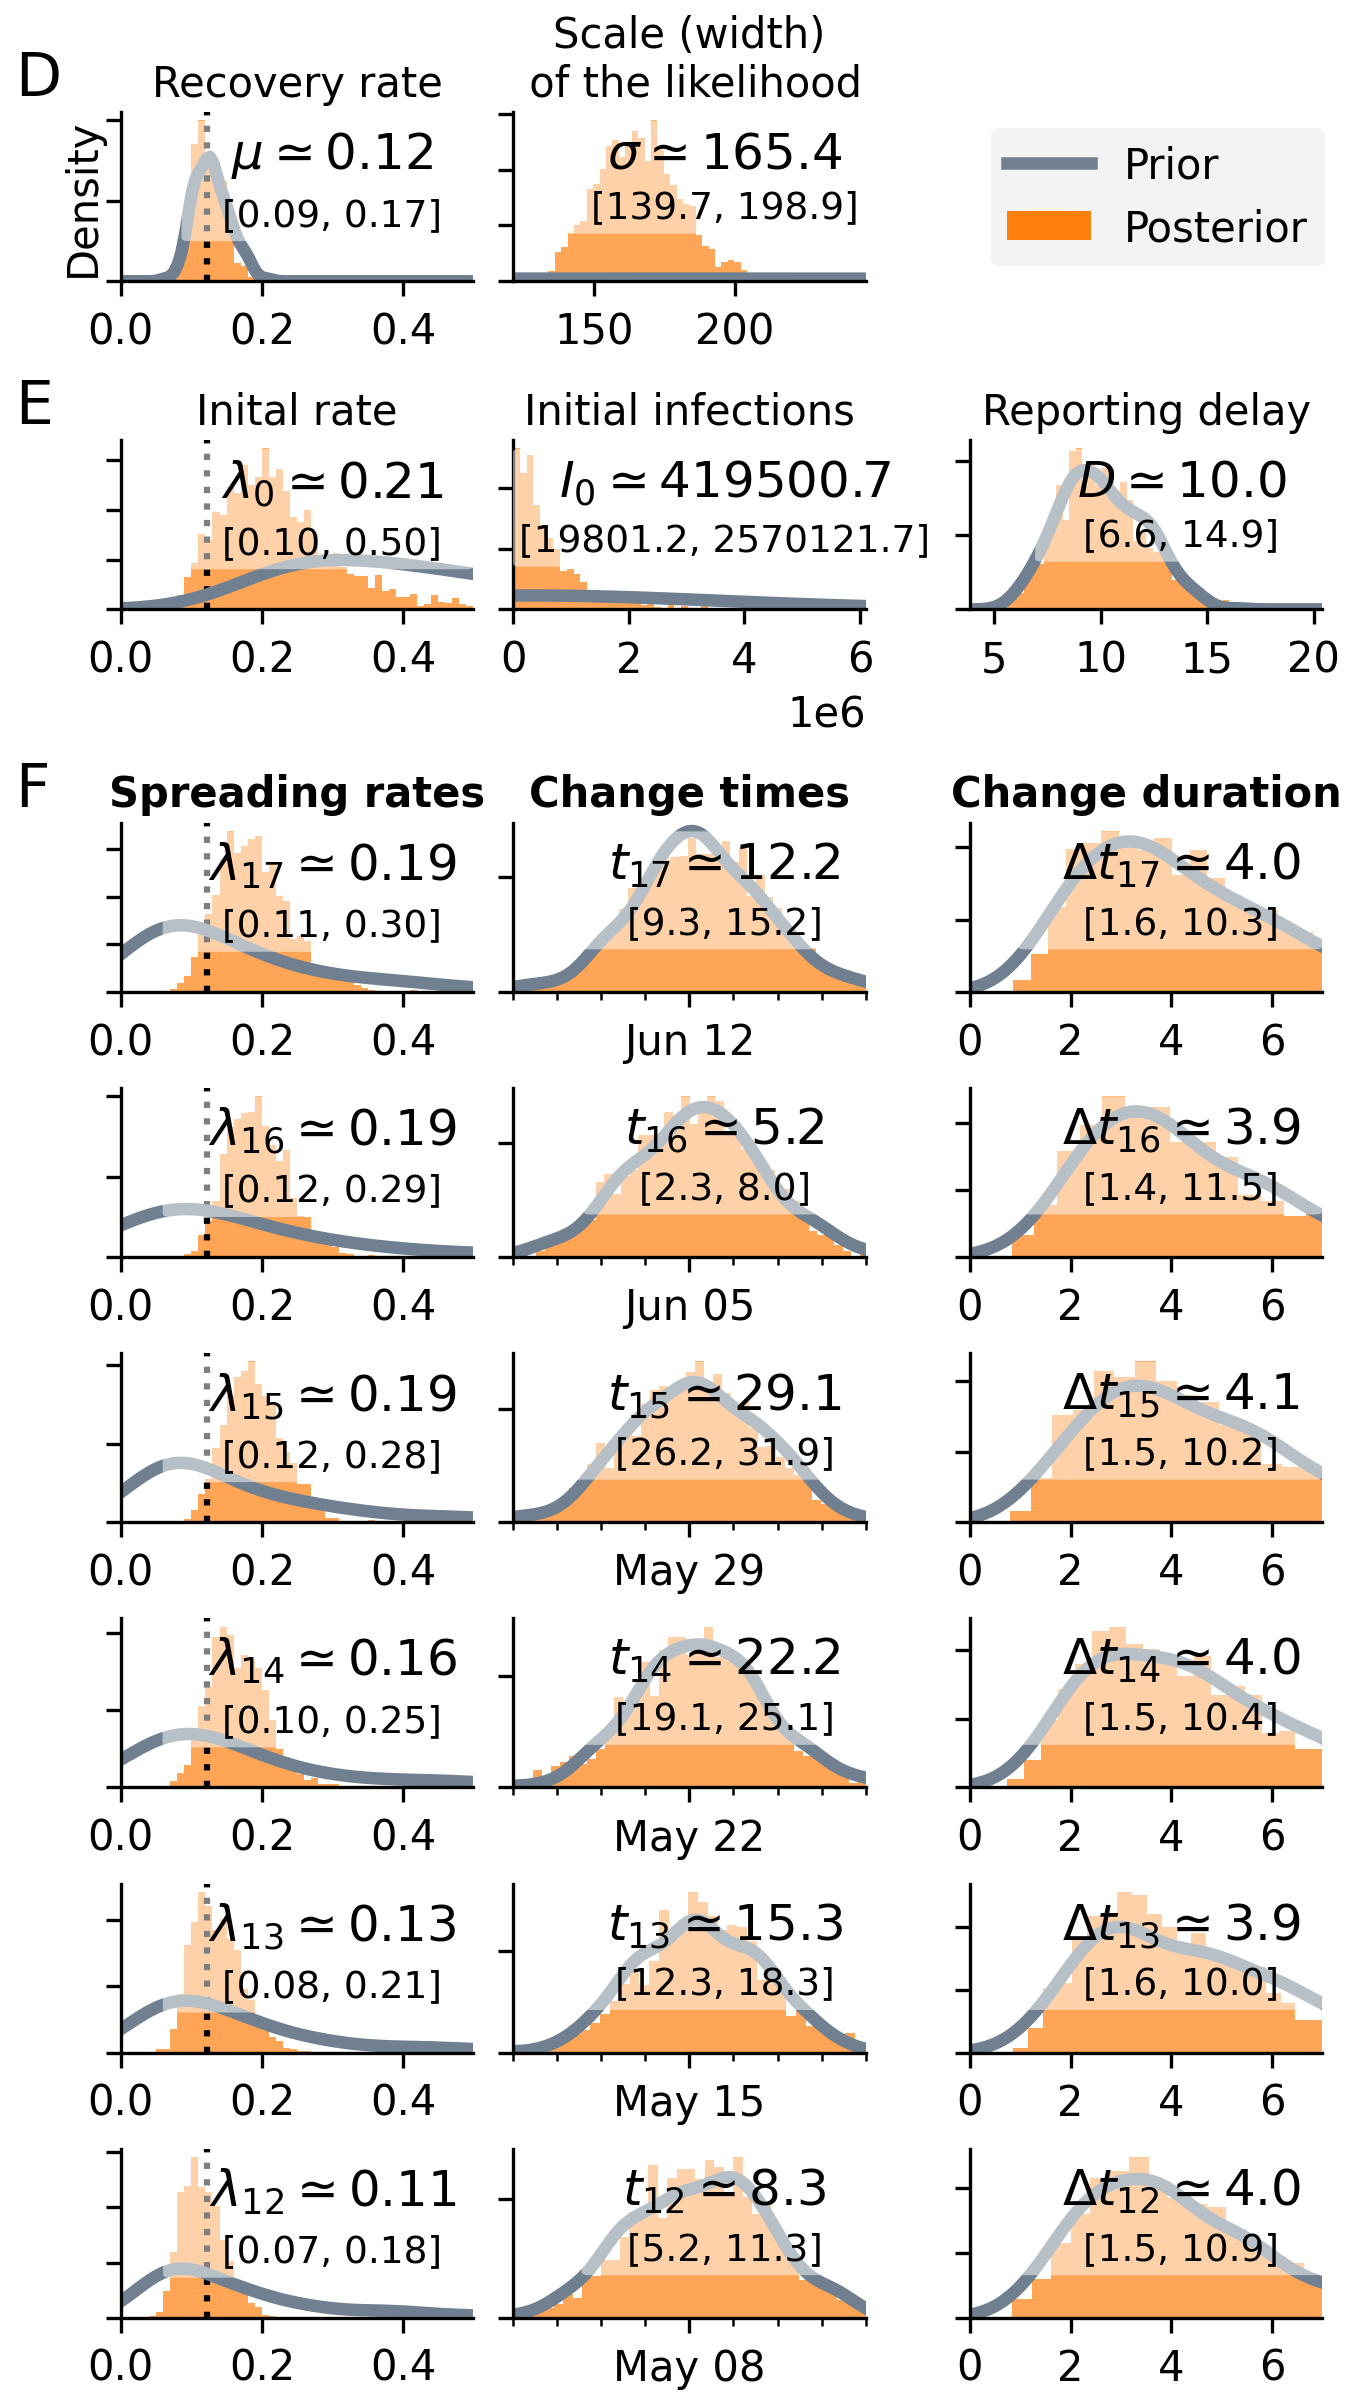 D
Recovery rate
Scale (width)
of the likelihood
Density
μ ≃ 0.12
[0.09, 0.17]
0.0 0.2 0.4
σ ≃ 165.4
[139.7, 198.9]
150 200
Prior
Posterior
E
Inital rate
λ0 ≃ 0.21
[0.10, 0.50]
0.0 0.2 0.4
Initial infections
I0 ≃ 419500.7
[19801.2, 2570121.7]
0 2 4 6
1e6
Reporting delay
D ≃ 10.0
[6.6, 14.9]
5 10 15 20
F
Spreading rates
Change times
Change duration
λ17 ≃ 0.19
[0.11, 0.30]
0.0 0.2 0.4
t17 ≃ 12.2
[9.3, 15.2]
Jun 12
Δt17 ≃ 4.0
[1.6, 10.3]
0 2 4 6
λ16 ≃ 0.19
[0.12, 0.29]
0.0 0.2 0.4
t16 ≃ 5.2
[2.3, 8.0]
Jun 05
Δt16 ≃ 3.9
[1.4, 11.5]
0 2 4 6
λ15 ≃ 0.19
[0.12, 0.28]
0.0 0.2 0.4
t15 ≃ 29.1
[26.2, 31.9]
May 29
Δt15 ≃ 4.1
[1.5, 10.2]
0 2 4 6
λ14 ≃ 0.16
[0.10, 0.25]
0.0 0.2 0.4
t14 ≃ 22.2
[19.1, 25.1]
May 22
Δt14 ≃ 4.0
[1.5, 10.4]
0 2 4 6
λ13 ≃ 0.13
[0.08, 0.21]
0.0 0.2 0.4
t13 ≃ 15.3
[12.3, 18.3]
May 15
Δt13 ≃ 3.9
[1.6, 10.0]
0 2 4 6
λ12 ≃ 0.11
[0.07, 0.18]
0.0 0.2 0.4
t12 ≃ 8.3
[5.2, 11.3]
May 08
Δt12 ≃ 4.0
[1.5, 10.9]
0 2 4 6